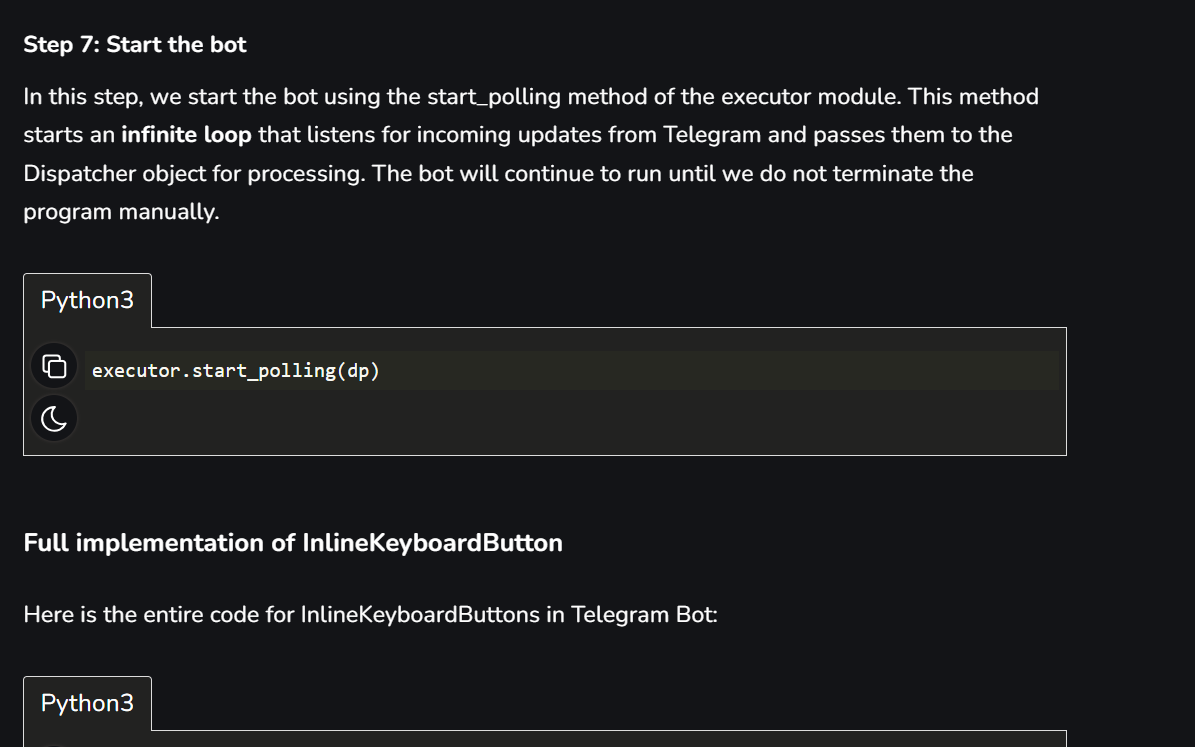 Step 7: Start the bot
In this step, we start the bot using the start_polling method of the executor module. This method
starts an infinite loop that listens for incoming updates from Telegram and passes them to the
Dispatcher object for processing. The bot will continue to run until we do not terminate the
program manually.
Python3
executor.start_polling(dp)
Full implementation of InlineKeyboardButton
Here is the entire code for InlineKeyboardButtons in Telegram Bot:
Python3